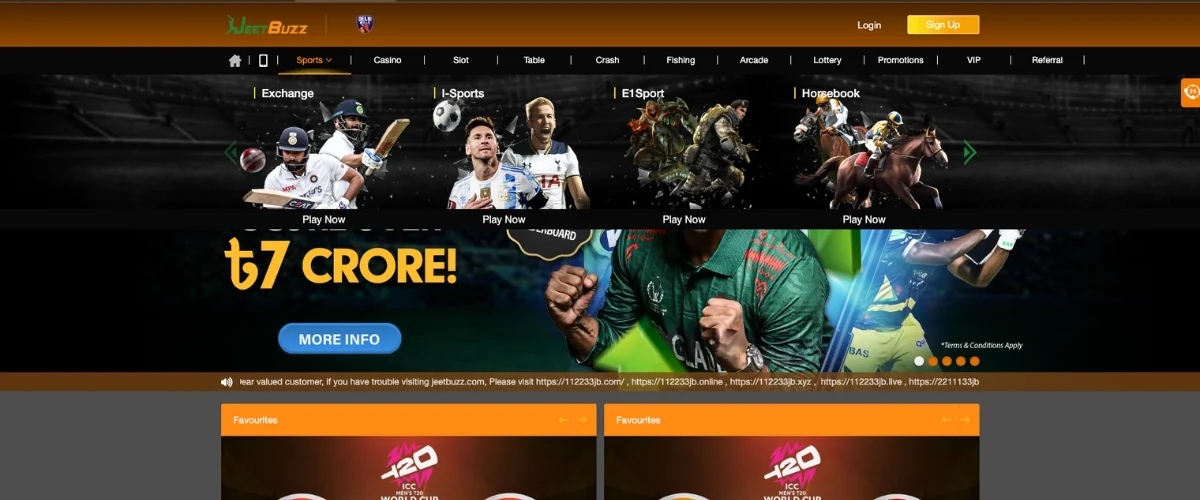 JEETBUZZ
Login
Sign Up
Sports
Casino
Slot
Table
Crash
Fishing
Arcade
Lottery
Promotions
VIP
Referral
24
Exchange
I-Sports
E1Sport
Horsebook
Play Now
Play Now
Play Now
Play Now
৳7 CRORE!
MORE INFO
*Terms & Conditions Apply
ear valued customer, if you have trouble visiting jeetbuzz.com, Please visit https://112233jb.com/ , https://112233jb.online , https://112233jb.xyz , https://112233jb.live , https://2211133jb
Favourites
Favourites
T20
ICC
MEN'S T20
WORLD CUP
T20
ICC
MEN'S T20
WORLD CUP